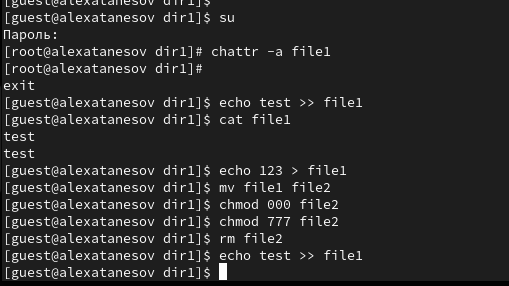 [guest@alexatanesov dir1]$
[guest@alexatanesov dir1]$ su
Пароль:
[root@alexatanesov dir1]# chattr -a file1
[root@alexatanesov dir1]#
exit
[guest@alexatanesov dir1]$ echo test >> file1
[guest@alexatanesov dir1]$ cat file1
test
test
[guest@alexatanesov dir1]$ echo 123 > file1
[guest@alexatanesov dir1]$ mv file1 file2
[guest@alexatanesov dir1]$ chmod 000 file2
[guest@alexatanesov dir1]$ chmod 777 file2
[guest@alexatanesov dir1]$ rm file2
[guest@alexatanesov dir1]$ echo test >> file1
[guest@alexatanesov dir1]$